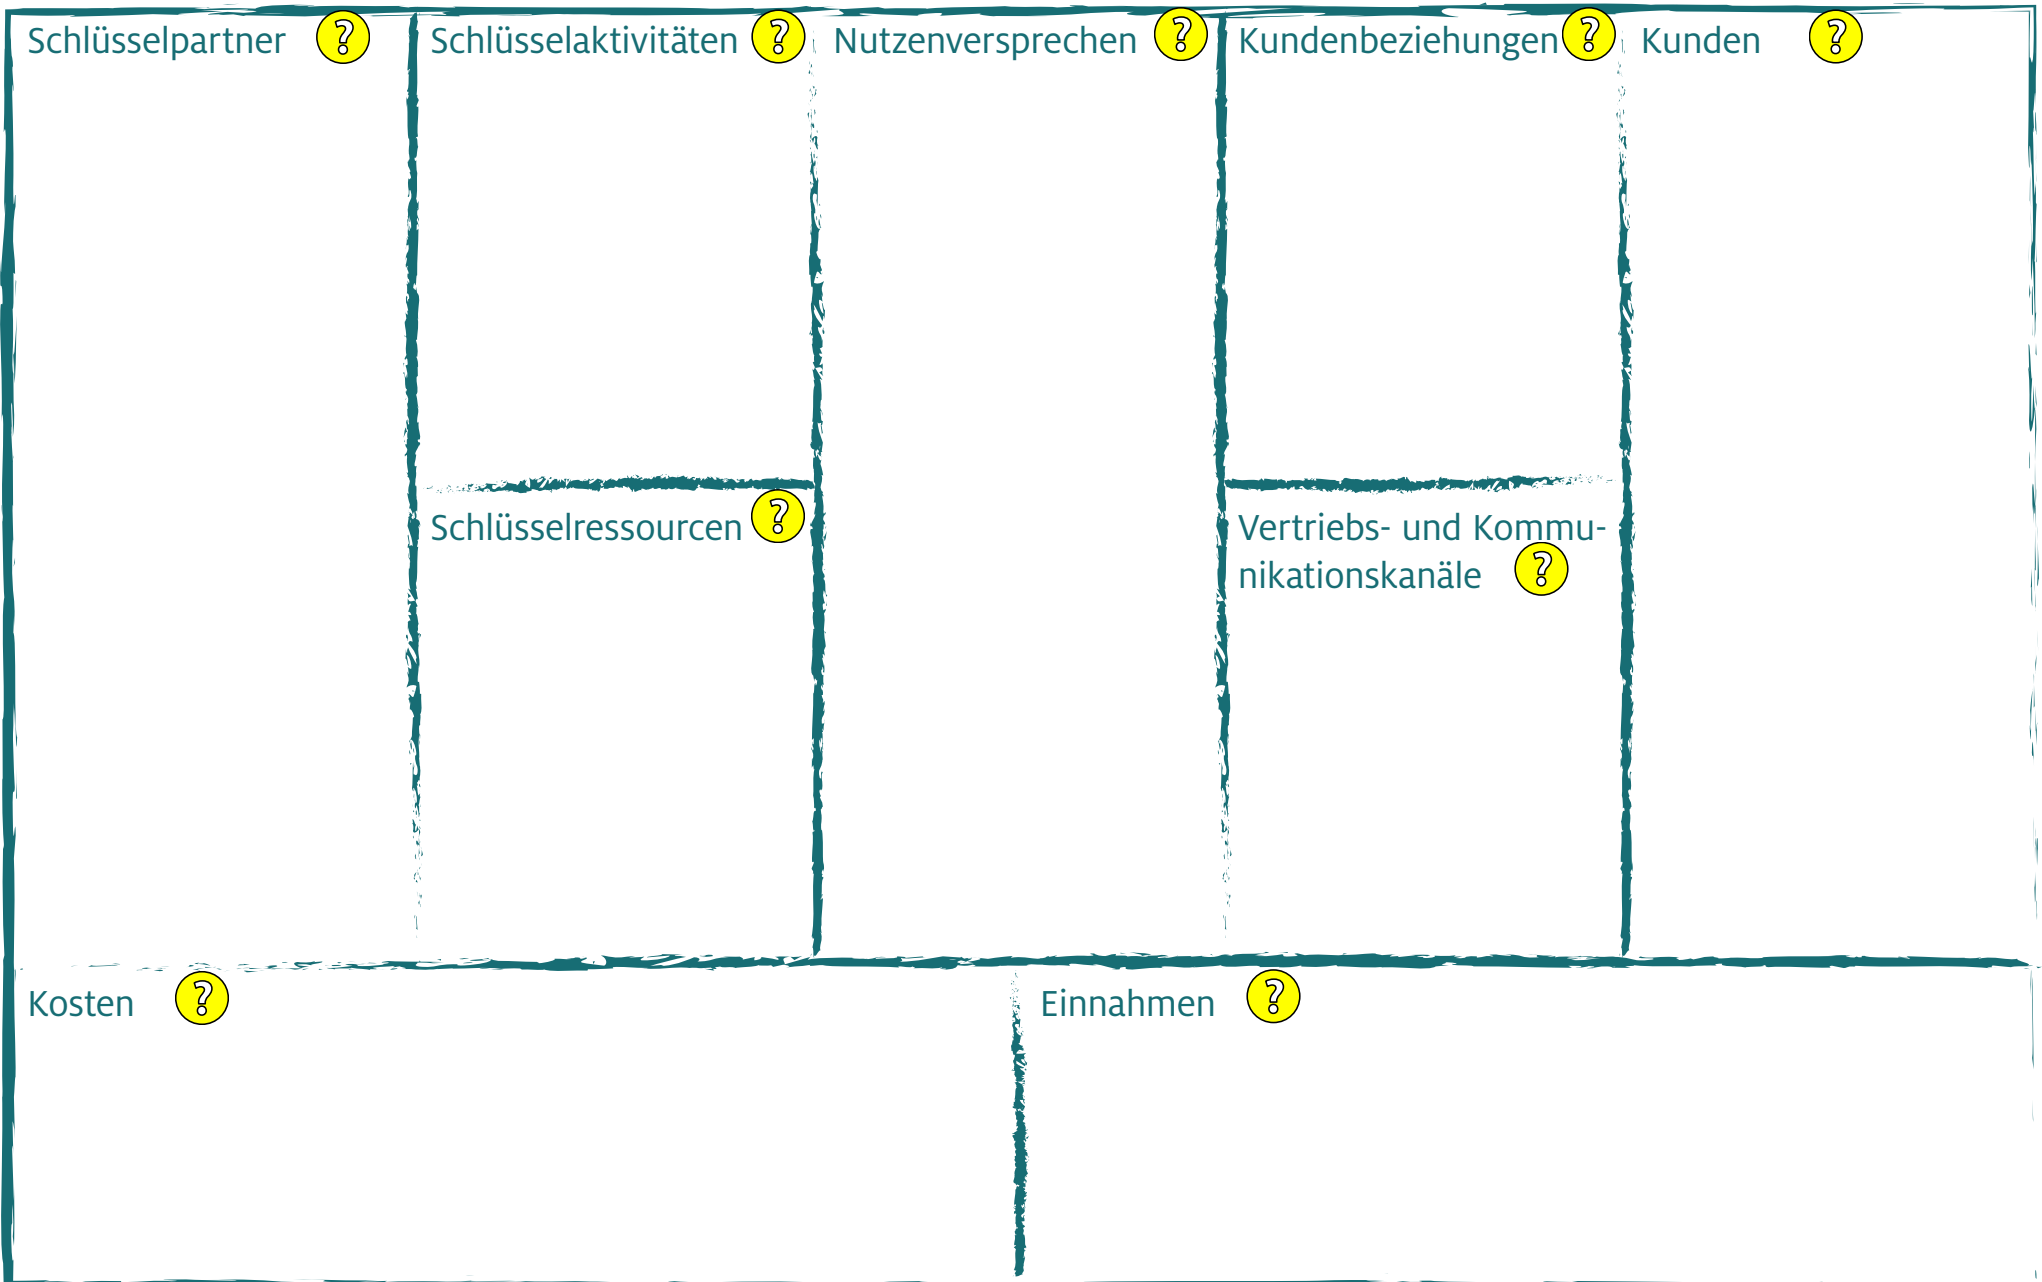 Schlüsselpartner ?
Schlüsselaktivitäten ?
Nutzenversprechen ?
Kundenbeziehungen ?
Kunden ?
Schlüsselressourcen ?
Vertriebs- und Kommu-
nikationskanäle ?
Kosten ?
Einnahmen ?